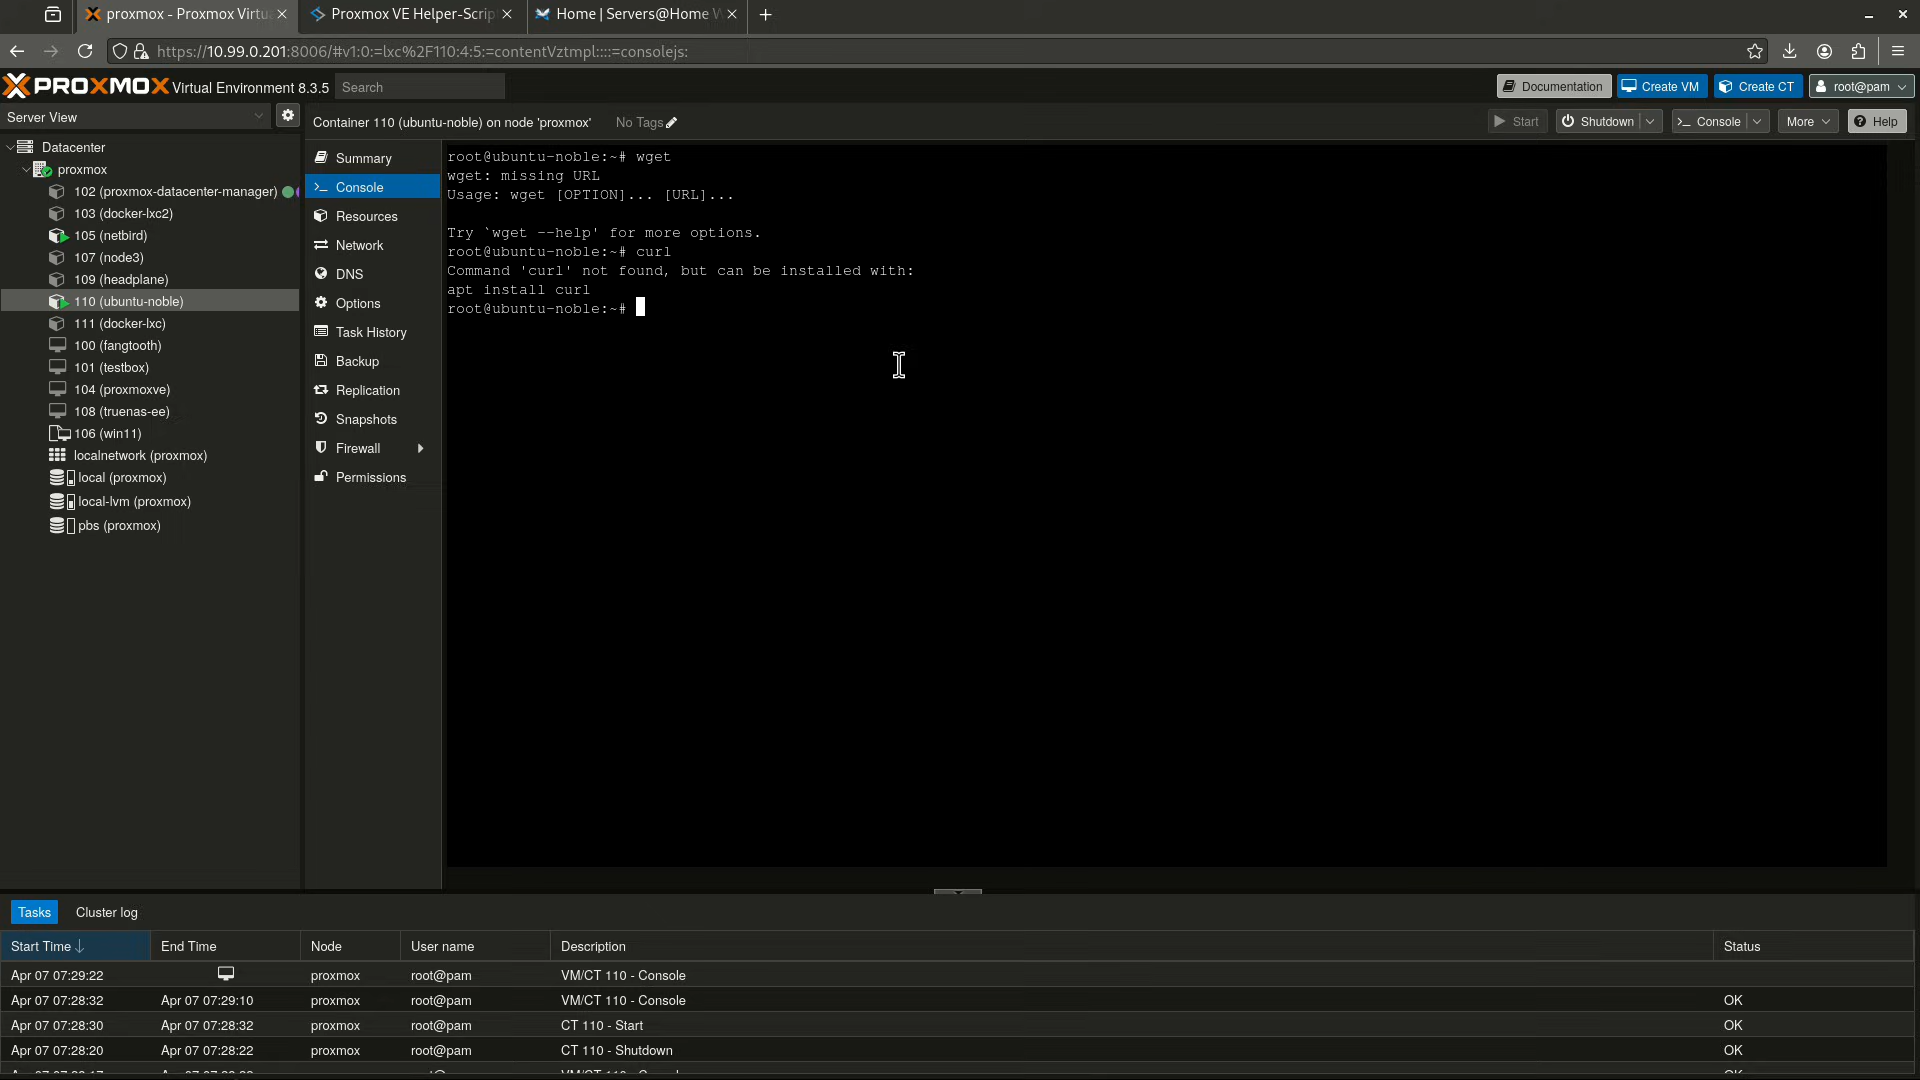 proxmox - Proxmox Virtu
Proxmox VE Helper-Scrip
Home | Servers@Home W
https://10.99.0.201:8006/#v1:0:=lxc%2F110:4:5:=contentVztmpl::::=consolejs:
PROXMOX Virtual Environment 8.3.5
Search
Documentation
Create VM
Create CT
root@pam
Server View
Container 110 (ubuntu-noble) on node 'proxmox'
No Tags
Start
Shutdown
Console
More
Help
Datacenter
proxmox
102 (proxmox-datacenter-manager)
103 (docker-lxc2)
105 (netbird)
107 (node3)
109 (headplane)
110 (ubuntu-noble)
111 (docker-lxc)
100 (fangtooth)
101 (testbox)
104 (proxmoxve)
108 (truenas-ee)
106 (win11)
localnetwork (proxmox)
local (proxmox)
local-lvm (proxmox)
pbs (proxmox)
Summary
Console
Resources
Network
DNS
Options
Task History
Backup
Replication
Snapshots
Firewall
Permissions
root@ubuntu-noble:~# wget
wget: missing URL
Usage: wget [OPTION]... [URL]...
Try `wget --help' for more options.
root@ubuntu-noble:~# curl
Command 'curl' not found, but can be installed with:
apt install curl
root@ubuntu-noble:~#
Tasks
Cluster log
Start Time End Time Node User name Description Status
Apr 07 07:29:22 proxmox root@pam VM/CT 110 - Console
Apr 07 07:28:32 Apr 07 07:29:10 proxmox root@pam VM/CT 110 - Console OK
Apr 07 07:28:30 Apr 07 07:28:32 proxmox root@pam CT 110 - Start OK
Apr 07 07:28:20 Apr 07 07:28:22 proxmox root@pam CT 110 - Shutdown OK